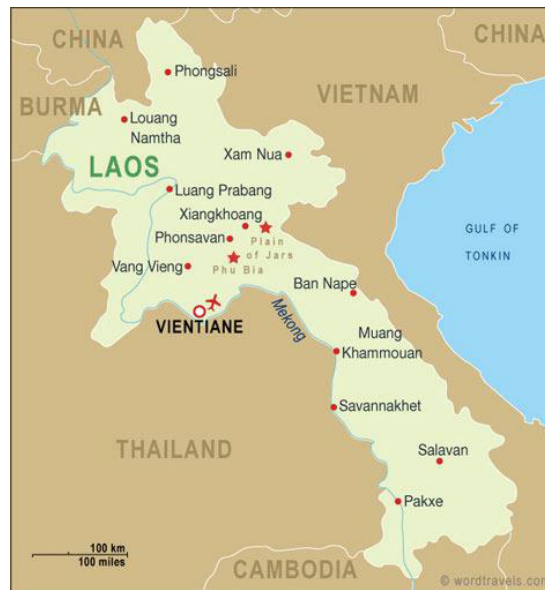 CHINA
CHINA
Phongsali
BURMA
VIETNAM
Louang
Namtha
Xam Nua
LAOS
Luang Prabang
Xiangkhoang
Phonsavan
Plain
of Jars
Phu Bia
GULF OF
TONKIN
Vang Vieng
Ban Nape
VIENTIANE
Mekong
Muang
Khammouan
Savannakhet
THAILAND
Salavan
Pakxe
100 km
100 miles
CAMBODIA
© wordtravels.com